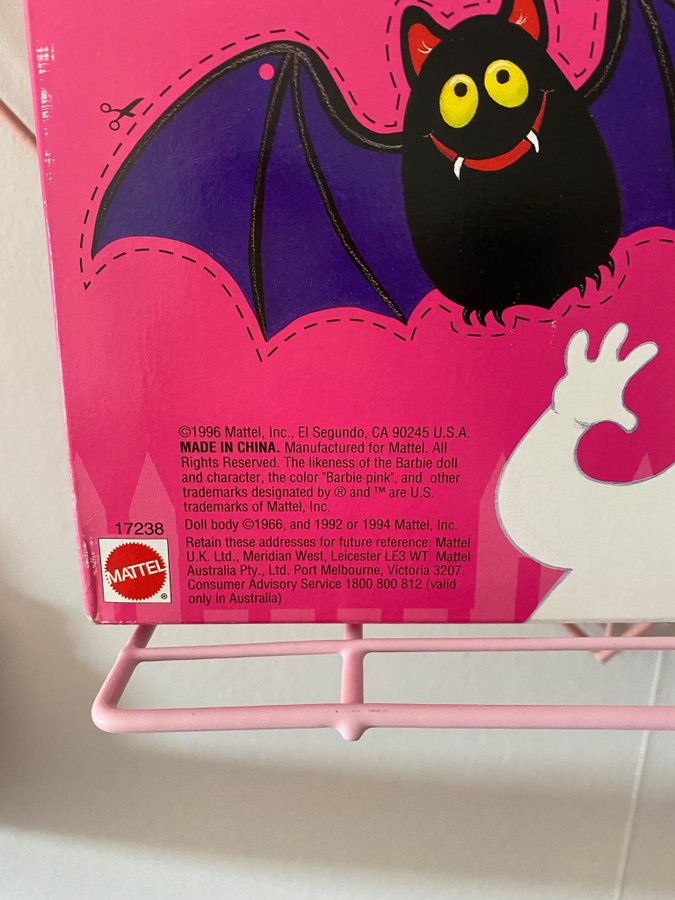 ©1996 Mattel, Inc., El Segundo, CA 90245 U.S.A.
MADE IN CHINA. Manufactured for Mattel. All
Rights Reserved. The likeness of the Barbie doll
and character, the color "Barbie pink", and other
trademarks designated by ® and ™ are U.S.
trademarks of Mattel, Inc.
Doll body ©1966, and 1992 or 1994 Mattel, Inc.
Retain these addresses for future reference: Mattel
U.K. Ltd., Meridian West, Leicester LE3 WT. Mattel
Australia Pty., Ltd. Port Melbourne, Victoria 3207.
Consumer Advisory Service 1800 800 812 (valid
only in Australia)
17238
MATTEL
®